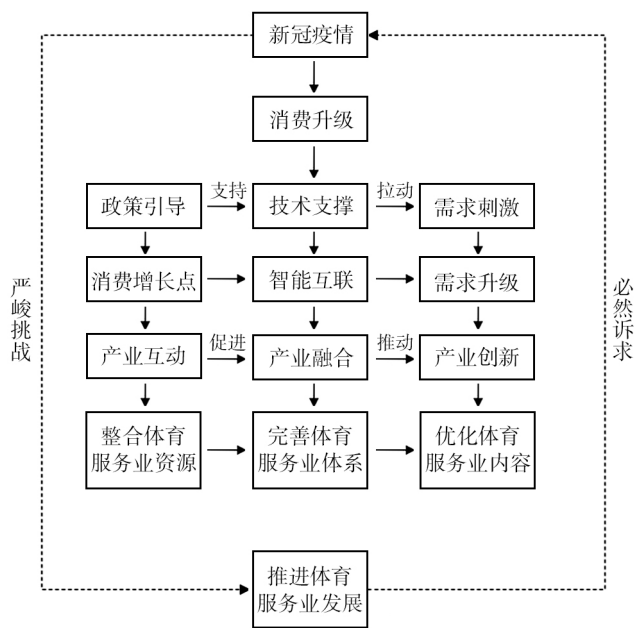 新冠疫情
消费升级
支持
拉动
政策引导
技术支撑
需求刺激
消费增长点
智能互联
需求升级
严峻挑战
必然诉求
促进
推动
产业互动
产业融合
产业创新
整合体育
服务业资源
完善体育
服务业体系
优化体育
服务业内容
推进体育
服务业发展